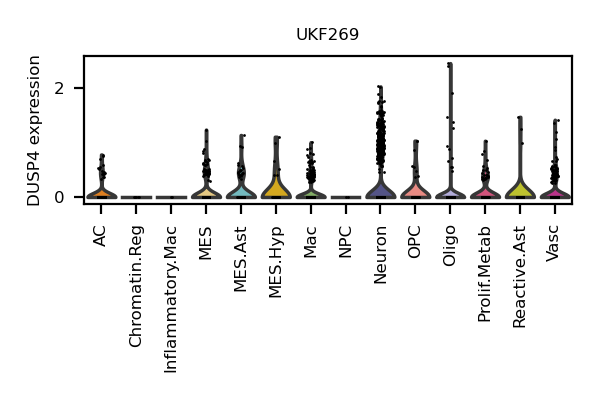 UKF269
DUSP4 expression
2
0
AC
Chromatin.Reg
Inflammatory.Mac
MES
MES.Ast
MES.Hyp
Mac
NPC
Neuron
OPC
Oligo
Prolif.Metab
Reactive.Ast
Vasc